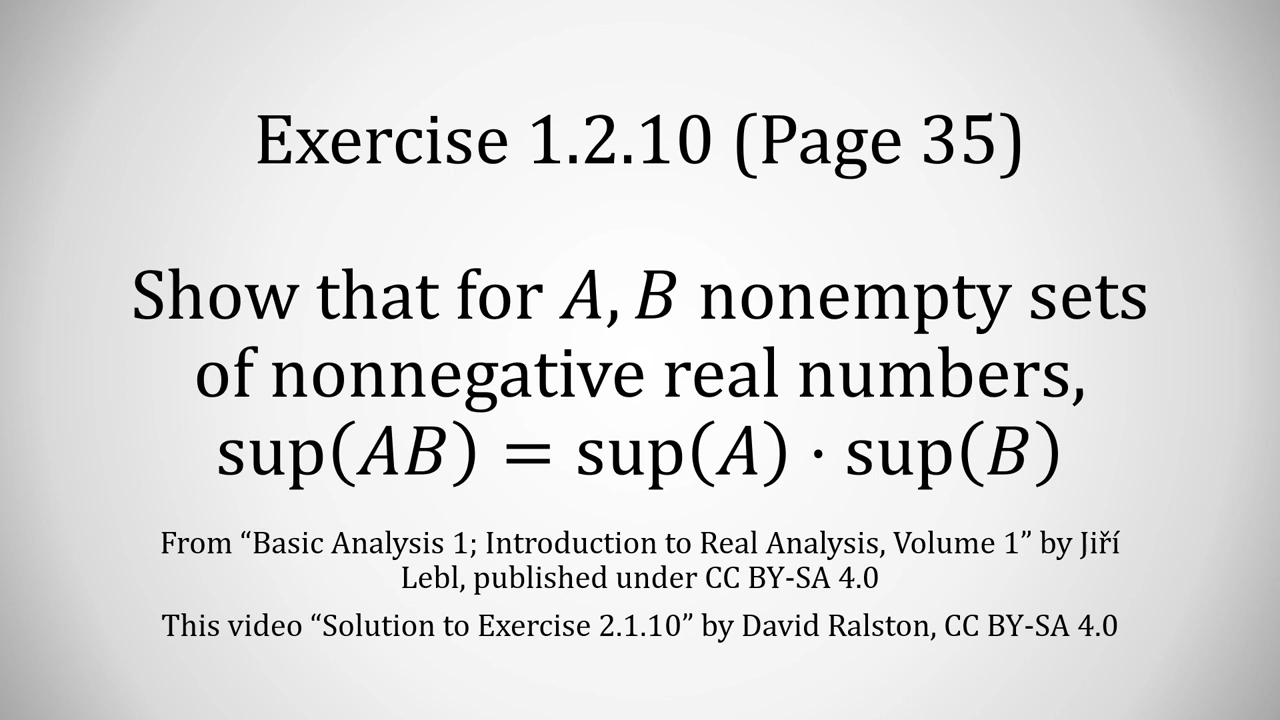 Exercise 1.2.10 (Page 35)
Show that for A, B nonempty sets
of nonnegative real numbers,
sup(AB) = sup(A) · sup(B)
From “Basic Analysis 1; Introduction to Real Analysis, Volume 1” by Jiří
Lebl, published under CC BY-SA 4.0
This video “Solution to Exercise 2.1.10” by David Ralston, CC BY-SA 4.0